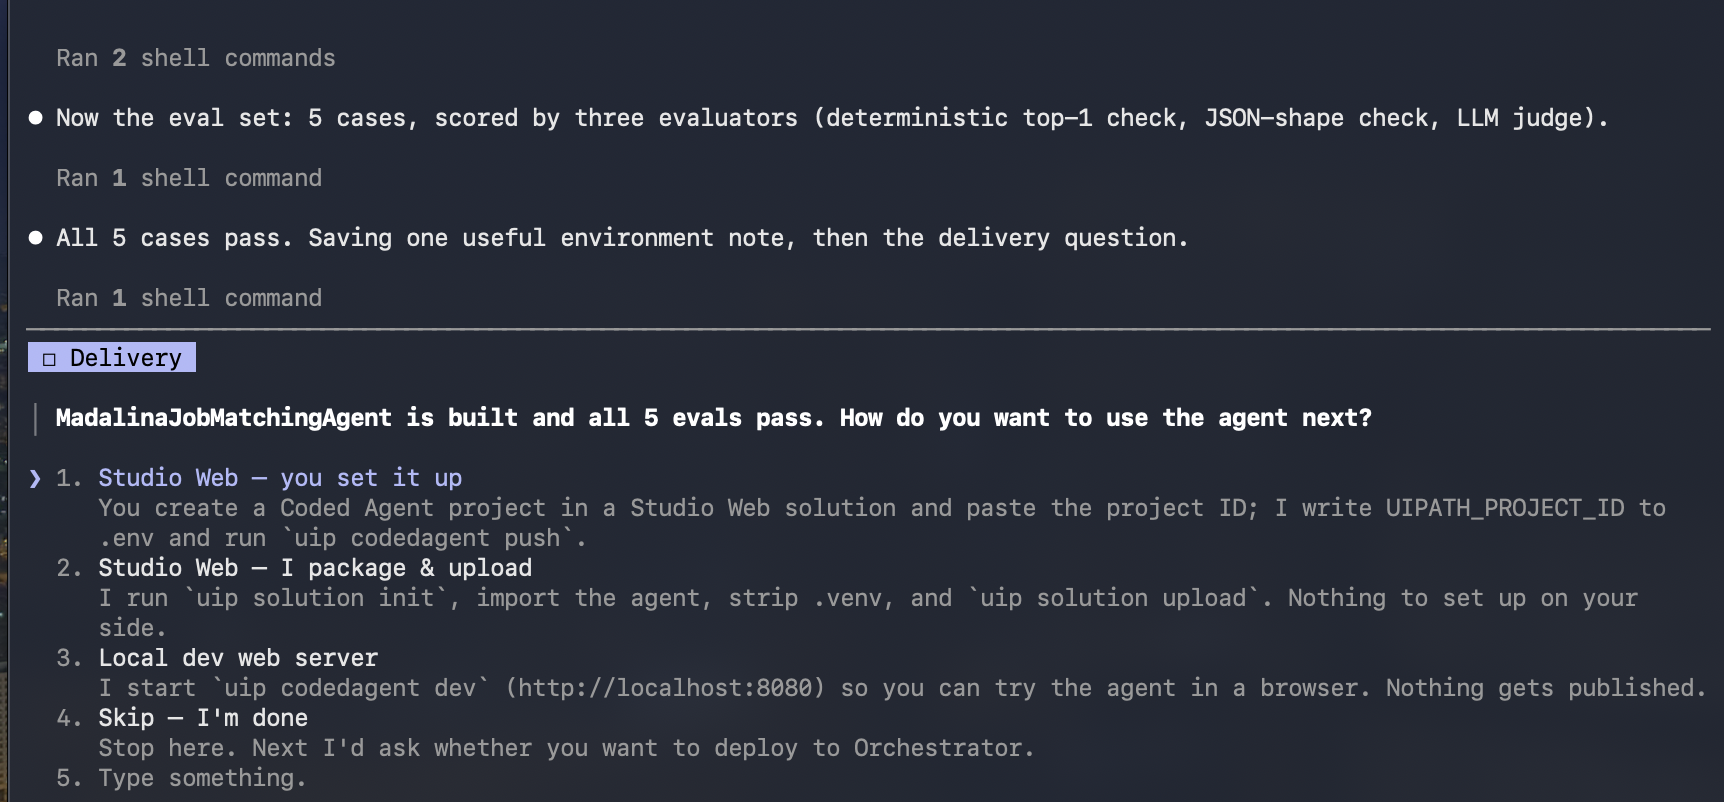 Ran 2 shell commands
● Now the eval set: 5 cases, scored by three evaluators (deterministic top-1 check, JSON-shape check, LLM judge).
Ran 1 shell command
● All 5 cases pass. Saving one useful environment note, then the delivery question.
Ran 1 shell command
□ Delivery
MadalinaJobMatchingAgent is built and all 5 evals pass. How do you want to use the agent next?
❯ 1. Studio Web — you set it up
You create a Coded Agent project in a Studio Web solution and paste the project ID; I write UIPATH_PROJECT_ID to
.env and run `uip codedagent push`.
2. Studio Web — I package & upload
I run `uip solution init`, import the agent, strip .venv, and `uip solution upload`. Nothing to set up on your
side.
3. Local dev web server
I start `uip codedagent dev` (http://localhost:8080) so you can try the agent in a browser. Nothing gets published.
4. Skip — I'm done
Stop here. Next I'd ask whether you want to deploy to Orchestrator.
5. Type something.